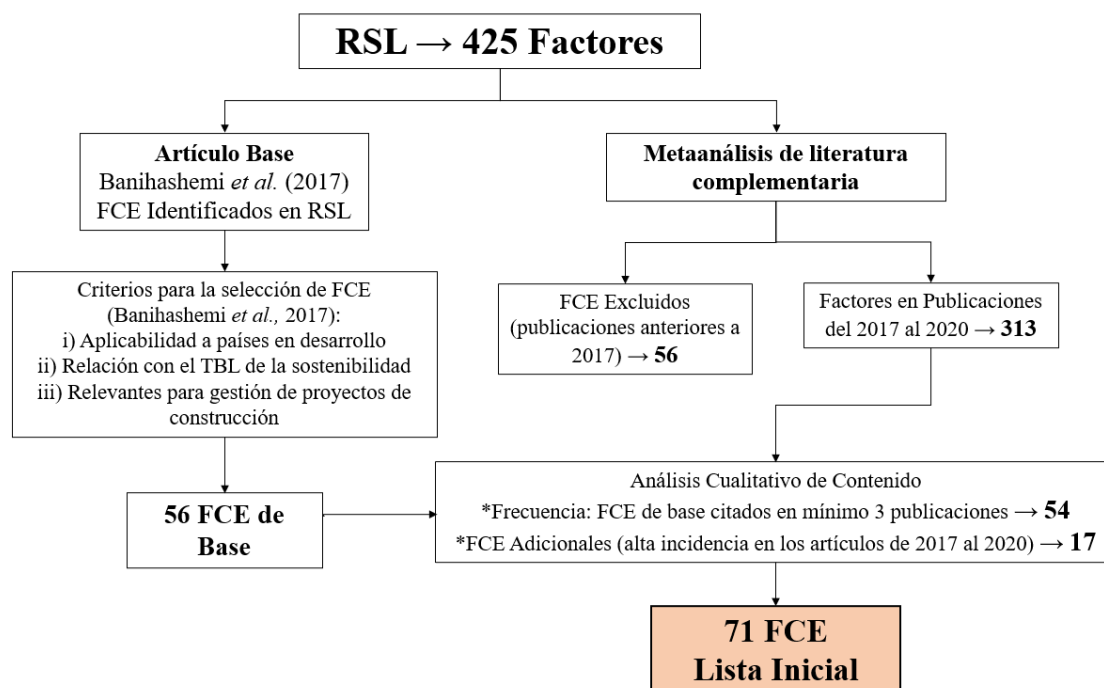 RSL → 425 Factores
Artículo Base
Banihashemi et al. (2017)
FCE Identificados en RSL
Metaanálisis de literatura
complementaria
Criterios para la selección de FCE
(Banihashemi et al., 2017):
i) Aplicabilidad a países en desarrollo
ii) Relación con el TBL de la sostenibilidad
iii) Relevantes para gestión de proyectos de
construcción
FCE Excluidos
(publicaciones anteriores a
2017) → 56
Factores en Publicaciones
del 2017 al 2020 → 313
56 FCE de
Base
Análisis Cualitativo de Contenido
*Frecuencia: FCE de base citados en mínimo 3 publicaciones → 54
*FCE Adicionales (alta incidencia en los artículos de 2017 al 2020) → 17
71 FCE
Lista Inicial